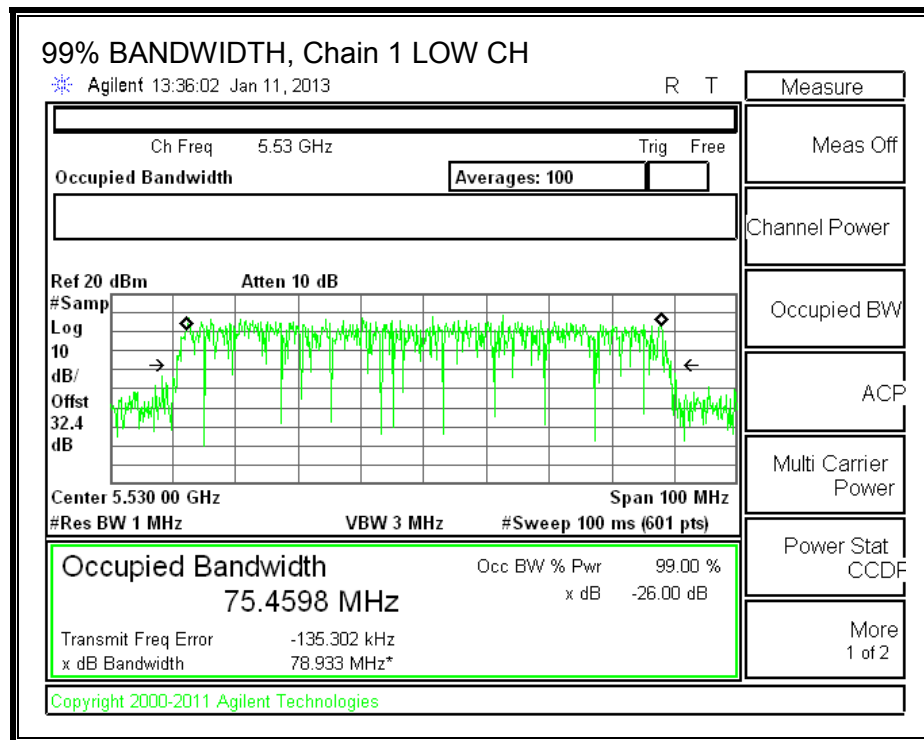 99% BANDWIDTH, Chain 1 LOW CH
Agilent 13:36:02 Jan 11, 2013 R T
Measure
Ch Freq 5.53 GHz Trig Free
Meas Off
Occupied Bandwidth Averages: 100
Channel Power
Ref 20 dBm Atten 10 dB
#Samp
Log
10
dB/
Offst
32.4
dB
Occupied BW
ACP
Center 5.530 00 GHz Span 100 MHz
#Res BW 1 MHz VBW 3 MHz #Sweep 100 ms (601 pts)
Multi Carrier
Power
Occupied Bandwidth Occ BW % Pwr 99.00 %
75.4598 MHz x dB -26.00 dB
Transmit Freq Error -135.302 kHz
x dB Bandwidth 78.933 MHz*
Power Stat
CCDF
More
1 of 2
Copyright 2000-2011 Agilent Technologies